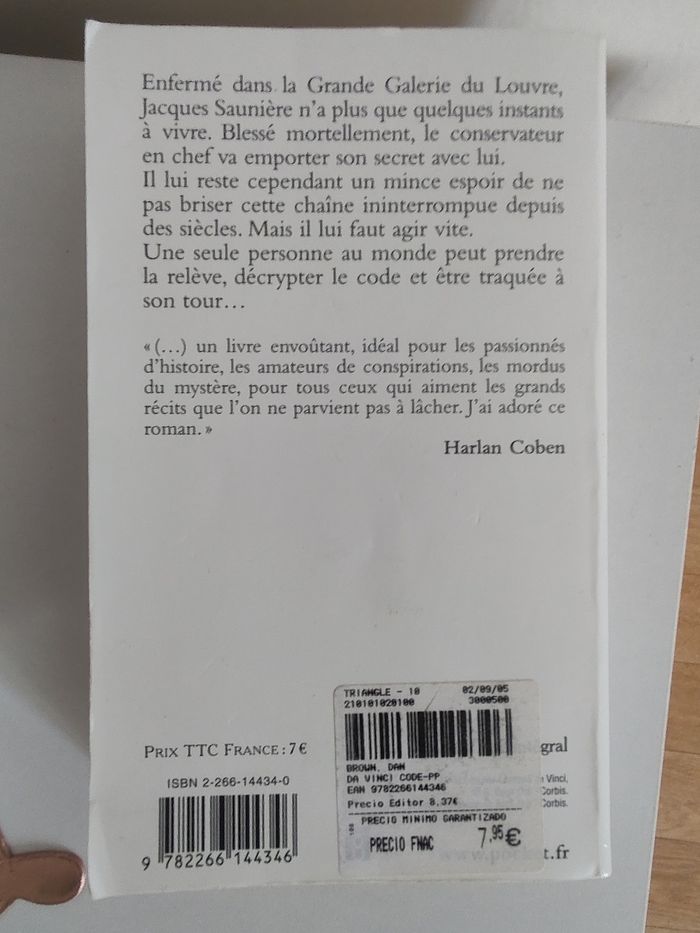 Enfermé dans la Grande Galerie du Louvre,
Jacques Saunière n'a plus que quelques instants
à vivre. Blessé mortellement, le conservateur
en chef va emporter son secret avec lui.
Il lui reste cependant un mince espoir de ne
pas briser cette chaîne ininterrompue depuis
des siècles. Mais il lui faut agir vite.
Une seule personne au monde peut prendre
la relève, décrypter le code et être traquée à
son tour…
« (…) un livre envoûtant, idéal pour les passionnés
d'histoire, les amateurs de conspirations, les mordus
du mystère, pour tous ceux qui aiment les grands
récits que l'on ne parvient pas à lâcher. J'ai adoré ce
roman. »
Harlan Coben
TRIANGLE - 10 02/09/05
210101020100 3000500
BROWN, DAN
DA VINCI CODE-PP
EAN 9782266144346
Precio Editor 8.37€
PRECIO MINIMO GARANTIZADO
PRECIO FNAC 7,95€
PRIX TTC FRANCE : 7 €
ISBN 2-266-14434-0
9 782266 144346
Vinci,
Corbis.
Corbis.
.fr